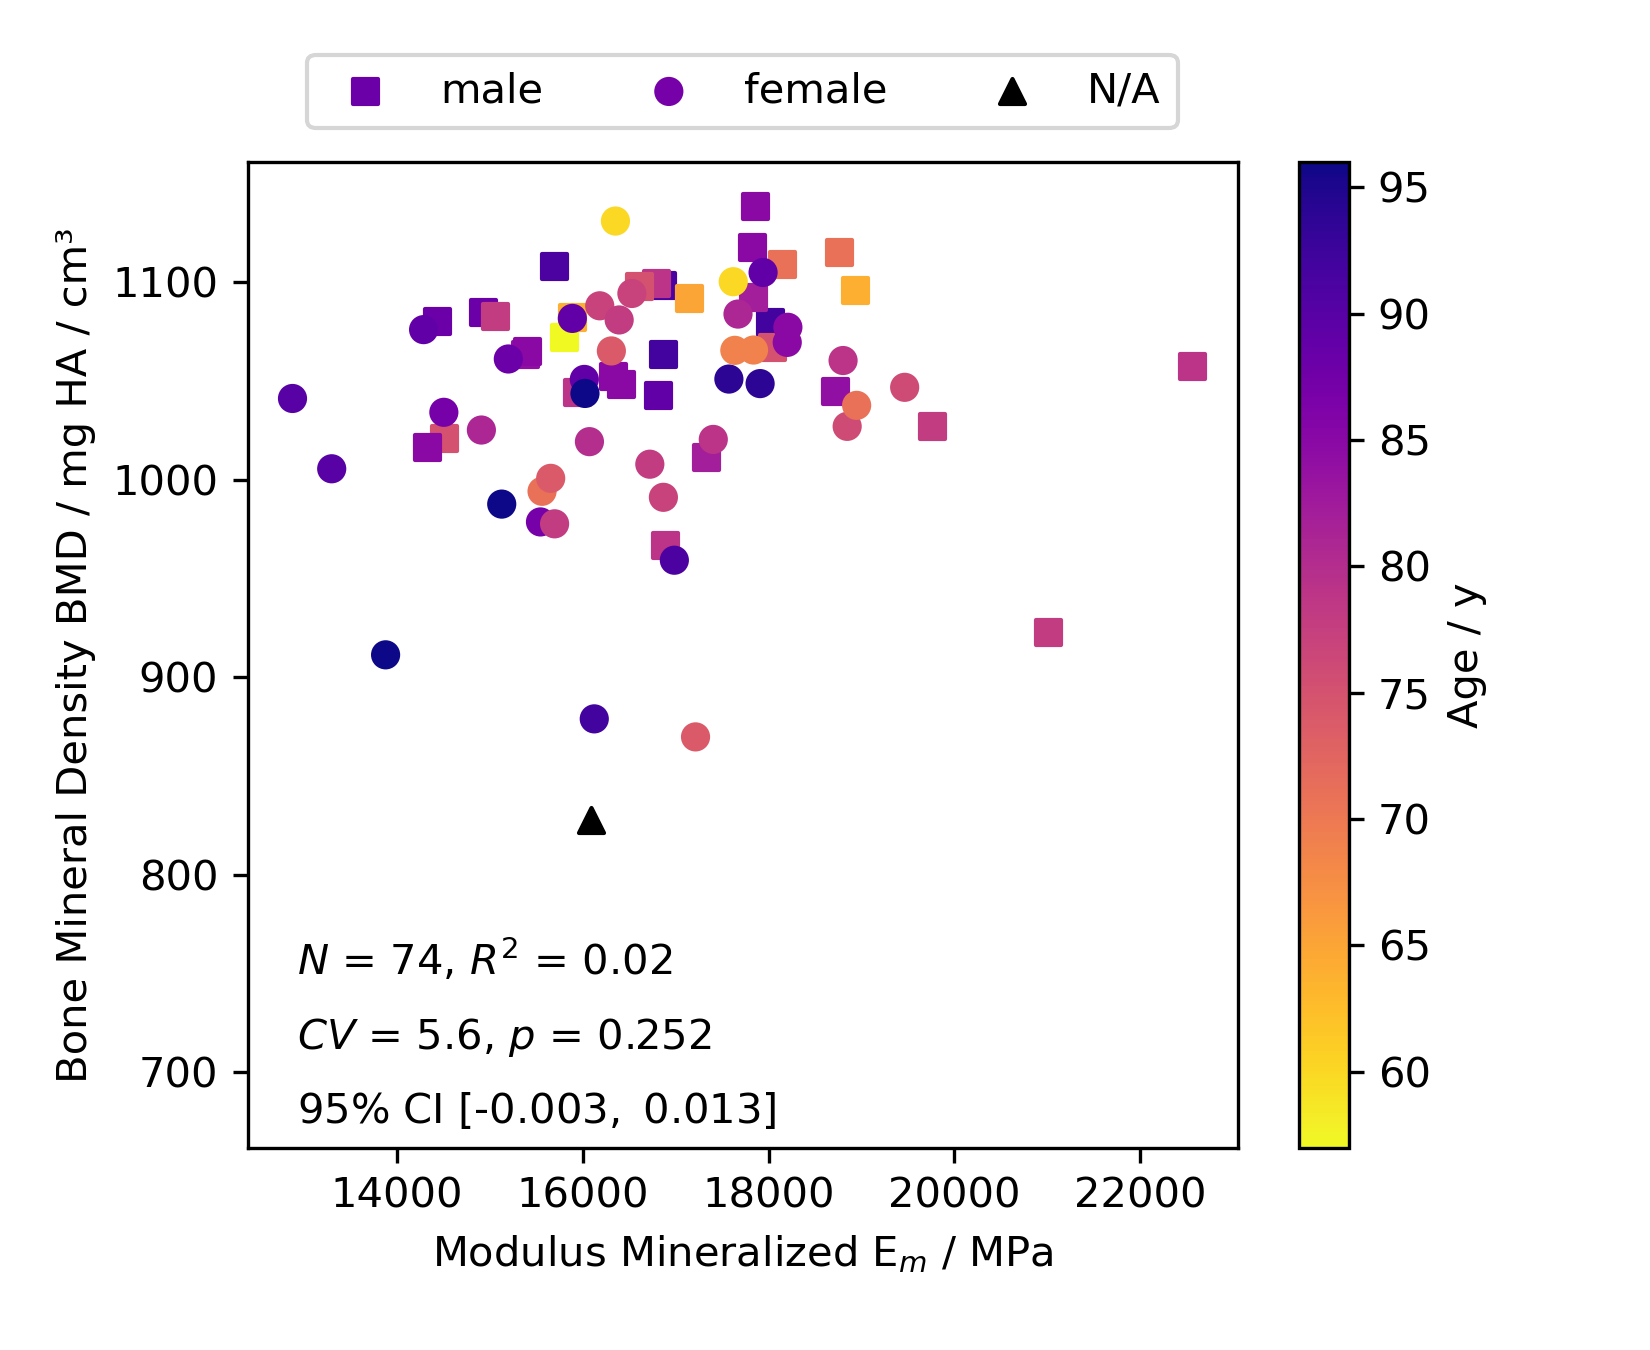 male female N/A
1100
1000
900
800
700
Bone Mineral Density BMD / mg HA / cm³
N = 74, R² = 0.02
CV = 5.6, p = 0.252
95% CI [-0.003, 0.013]
14000 16000 18000 20000 22000
Modulus Mineralized Eₘ / MPa
95
90
85
80
75
70
65
60
Age / y